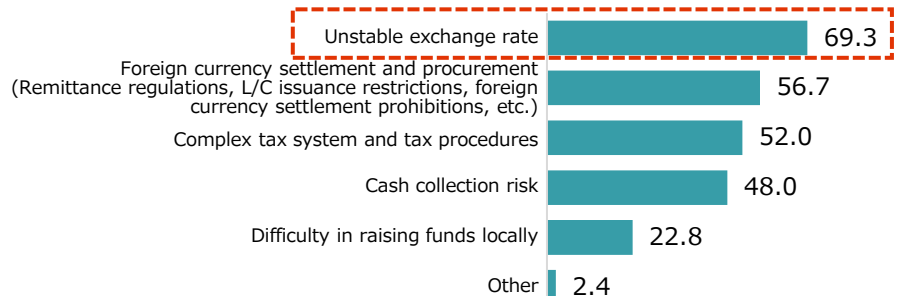 Unstable exchange rate 69.3
Foreign currency settlement and procurement
(Remittance regulations, L/C issuance restrictions, foreign
currency settlement prohibitions, etc.) 56.7
Complex tax system and tax procedures 52.0
Cash collection risk 48.0
Difficulty in raising funds locally 22.8
Other 2.4